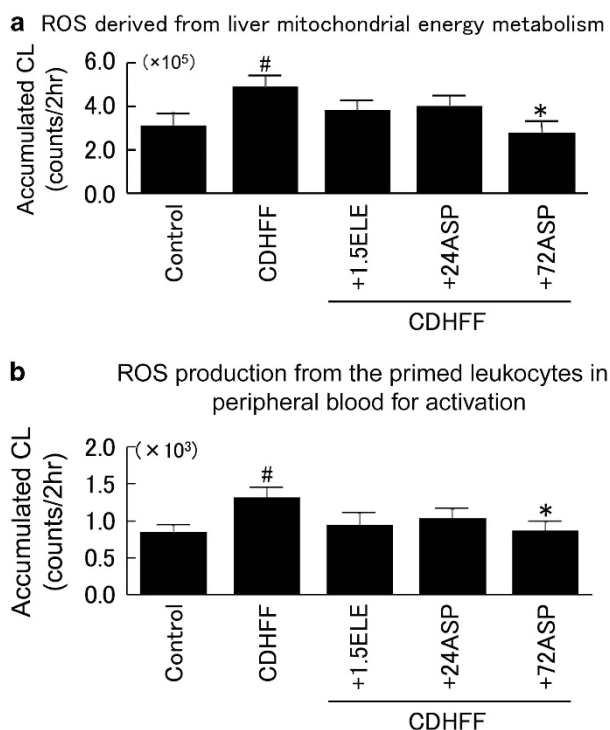 a ROS derived from liver mitochondrial energy metabolism
Accumulated CL
(counts/2hr)
(×10⁵)
6.0
4.0
2.0
0.0
#
*
Control
CDHFF
+1.5ELE
+24ASP
+72ASP
CDHFF
b ROS production from the primed leukocytes in
peripheral blood for activation
Accumulated CL
(counts/2hr)
(×10³)
2.0
1.5
1.0
0.5
0.0
#
*
Control
CDHFF
+1.5ELE
+24ASP
+72ASP
CDHFF